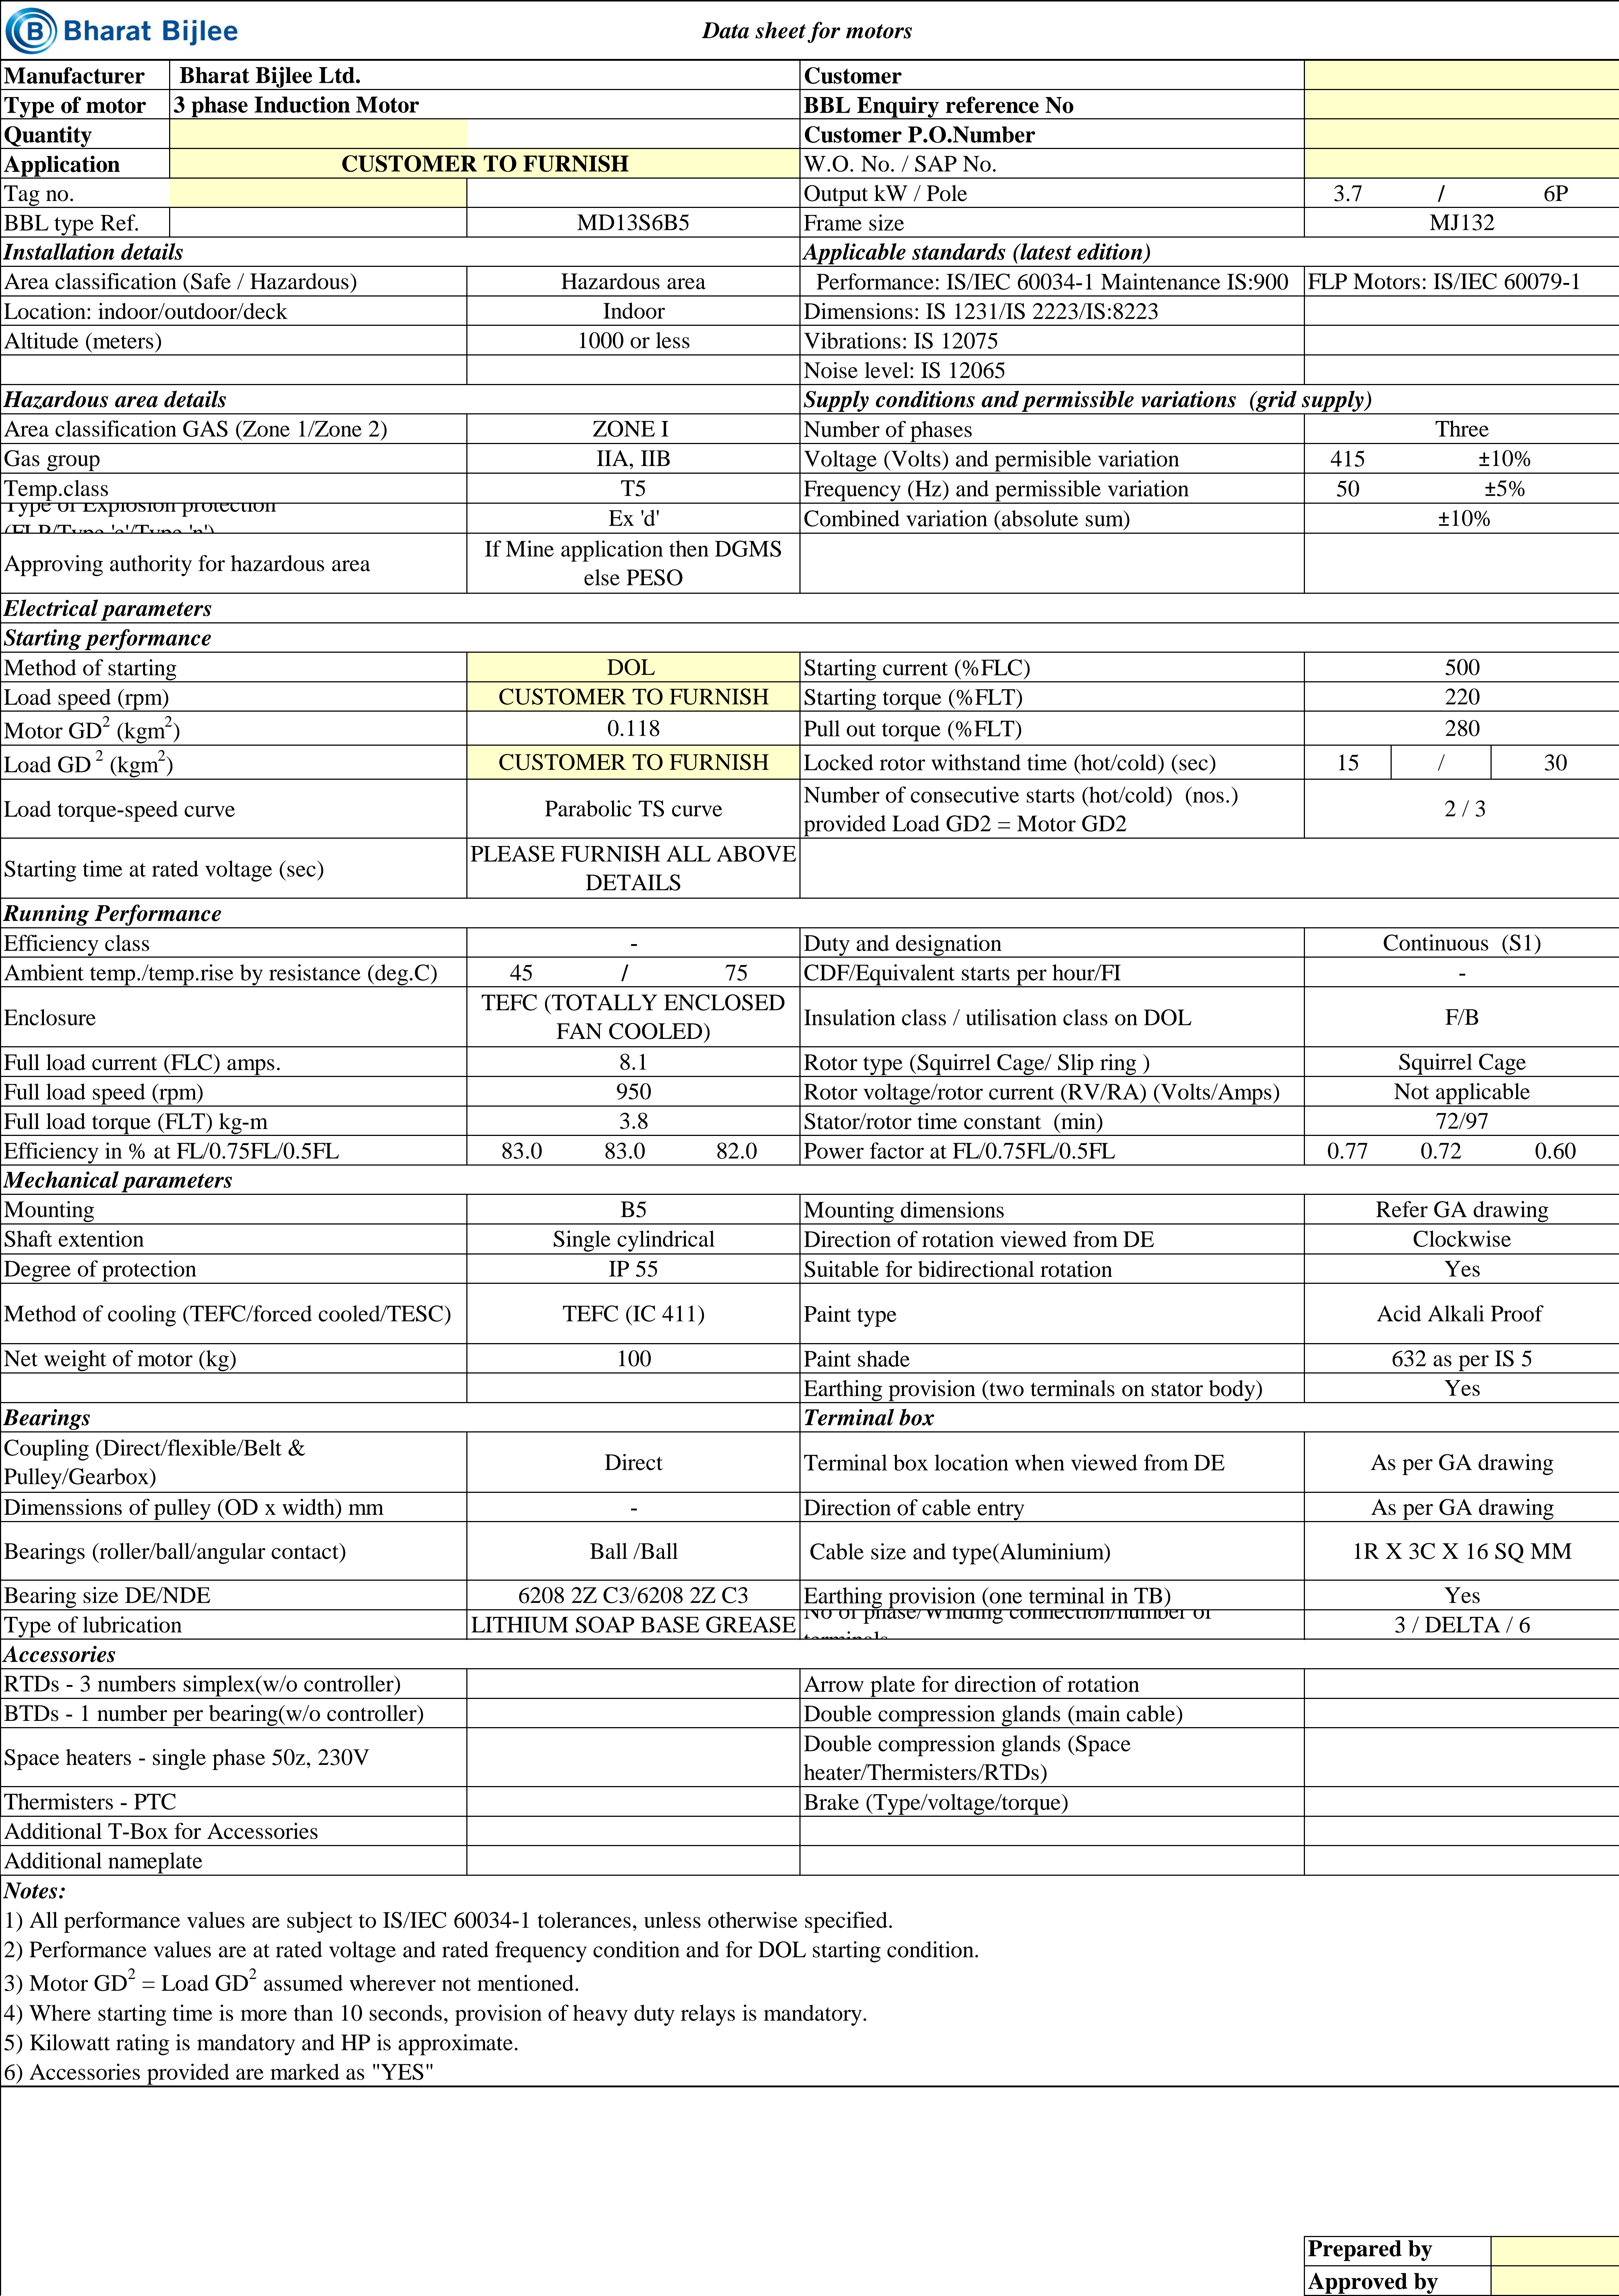 B Bharat Bijlee
Data sheet for motors
Manufacturer Bharat Bijlee Ltd. Customer
Type of motor 3 phase Induction Motor BBL Enquiry reference No
Quantity Customer P.O.Number
Application CUSTOMER TO FURNISH W.O. No. / SAP No.
Tag no. Output kW / Pole 3.7 / 6P
BBL type Ref. MD13S6B5 Frame size MJ132
Installation details Applicable standards (latest edition)
Area classification (Safe / Hazardous) Hazardous area Performance: IS/IEC 60034-1 Maintenance IS:900 FLP Motors: IS/IEC 60079-1
Location: indoor/outdoor/deck Indoor Dimensions: IS 1231/IS 2223/IS:8223
Altitude (meters) 1000 or less Vibrations: IS 12075
Noise level: IS 12065
Hazardous area details Supply conditions and permissible variations (grid supply)
Area classification GAS (Zone 1/Zone 2) ZONE I Number of phases Three
Gas group IIA, IIB Voltage (Volts) and permisible variation 415 ±10%
Temp.class T5 Frequency (Hz) and permissible variation 50 ±5%
Type of Explosion protection
(FLP/Type 'e'/Type 'n') Ex 'd' Combined variation (absolute sum) ±10%
Approving authority for hazardous area If Mine application then DGMS
else PESO
Electrical parameters
Starting performance
Method of starting DOL Starting current (%FLC) 500
Load speed (rpm) CUSTOMER TO FURNISH Starting torque (%FLT) 220
Motor GD2 (kgm2) 0.118 Pull out torque (%FLT) 280
Load GD 2 (kgm2) CUSTOMER TO FURNISH Locked rotor withstand time (hot/cold) (sec) 15 / 30
Load torque-speed curve Parabolic TS curve Number of consecutive starts (hot/cold) (nos.)
provided Load GD2 = Motor GD2 2 / 3
Starting time at rated voltage (sec) PLEASE FURNISH ALL ABOVE
DETAILS
Running Performance
Efficiency class - Duty and designation Continuous (S1)
Ambient temp./temp.rise by resistance (deg.C) 45 / 75 CDF/Equivalent starts per hour/FI -
Enclosure TEFC (TOTALLY ENCLOSED
FAN COOLED) Insulation class / utilisation class on DOL F/B
Full load current (FLC) amps. 8.1 Rotor type (Squirrel Cage/ Slip ring ) Squirrel Cage
Full load speed (rpm) 950 Rotor voltage/rotor current (RV/RA) (Volts/Amps) Not applicable
Full load torque (FLT) kg-m 3.8 Stator/rotor time constant (min) 72/97
Efficiency in % at FL/0.75FL/0.5FL 83.0 83.0 82.0 Power factor at FL/0.75FL/0.5FL 0.77 0.72 0.60
Mechanical parameters
Mounting B5 Mounting dimensions Refer GA drawing
Shaft extention Single cylindrical Direction of rotation viewed from DE Clockwise
Degree of protection IP 55 Suitable for bidirectional rotation Yes
Method of cooling (TEFC/forced cooled/TESC) TEFC (IC 411) Paint type Acid Alkali Proof
Net weight of motor (kg) 100 Paint shade 632 as per IS 5
Earthing provision (two terminals on stator body) Yes
Bearings Terminal box
Coupling (Direct/flexible/Belt &
Pulley/Gearbox) Direct Terminal box location when viewed from DE As per GA drawing
Dimenssions of pulley (OD x width) mm - Direction of cable entry As per GA drawing
Bearings (roller/ball/angular contact) Ball /Ball Cable size and type(Aluminium) 1R X 3C X 16 SQ MM
Bearing size DE/NDE 6208 2Z C3/6208 2Z C3 Earthing provision (one terminal in TB) Yes
Type of lubrication LITHIUM SOAP BASE GREASE No of phase/Winding connection/number of
terminals 3 / DELTA / 6
Accessories
RTDs - 3 numbers simplex(w/o controller) Arrow plate for direction of rotation
BTDs - 1 number per bearing(w/o controller) Double compression glands (main cable)
Space heaters - single phase 50z, 230V Double compression glands (Space
heater/Thermisters/RTDs)
Thermisters - PTC Brake (Type/voltage/torque)
Additional T-Box for Accessories
Additional nameplate
Notes:
1) All performance values are subject to IS/IEC 60034-1 tolerances, unless otherwise specified.
2) Performance values are at rated voltage and rated frequency condition and for DOL starting condition.
3) Motor GD2 = Load GD2 assumed wherever not mentioned.
4) Where starting time is more than 10 seconds, provision of heavy duty relays is mandatory.
5) Kilowatt rating is mandatory and HP is approximate.
6) Accessories provided are marked as "YES"
Prepared by
Approved by